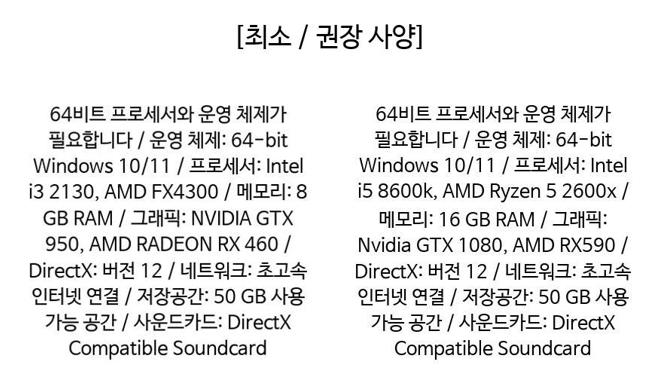 [최소 / 권장 사양]
64비트 프로세서와 운영 체제가
필요합니다 / 운영 체제: 64-bit
Windows 10/11 / 프로세서: Intel
i3 2130, AMD FX4300 / 메모리: 8
GB RAM / 그래픽: NVIDIA GTX
950, AMD RADEON RX 460 /
DirectX: 버전 12 / 네트워크: 초고속
인터넷 연결 / 저장공간: 50 GB 사용
가능 공간 / 사운드카드: DirectX
Compatible Soundcard
64비트 프로세서와 운영 체제가
필요합니다 / 운영 체제: 64-bit
Windows 10/11 / 프로세서: Intel
i5 8600k, AMD Ryzen 5 2600x /
메모리: 16 GB RAM / 그래픽:
Nvidia GTX 1080, AMD RX590 /
DirectX: 버전 12 / 네트워크: 초고속
인터넷 연결 / 저장공간: 50 GB 사용
가능 공간 / 사운드카드: DirectX
Compatible Soundcard